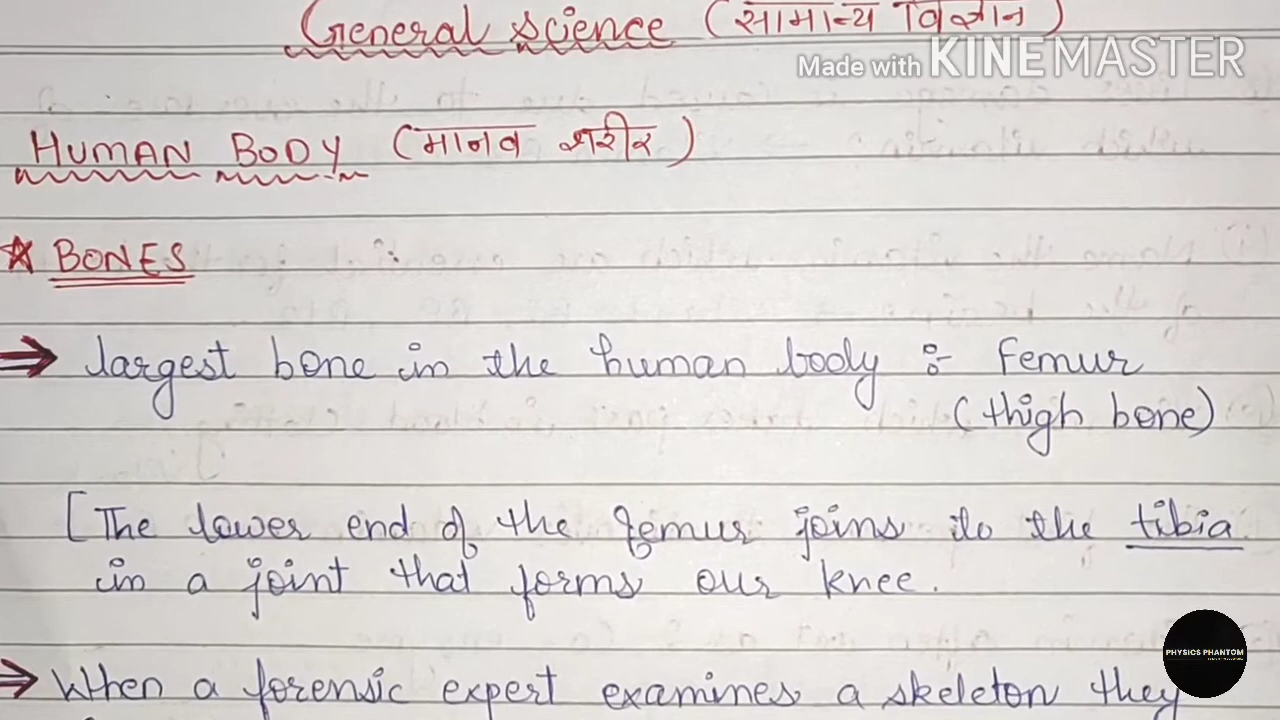 General science (सामान्य विज्ञान)
Made with KINEMASTER
HUMAN BODY (मानव शरीर)
★ BONES
⇒ largest bone in the human body :- Femur
(thigh bone)
[The lower end of the femur joins to the tibia
in a joint that forms our knee.
⇒ When a forensic expert examines a skeleton they
PHYSICS PHANTOM